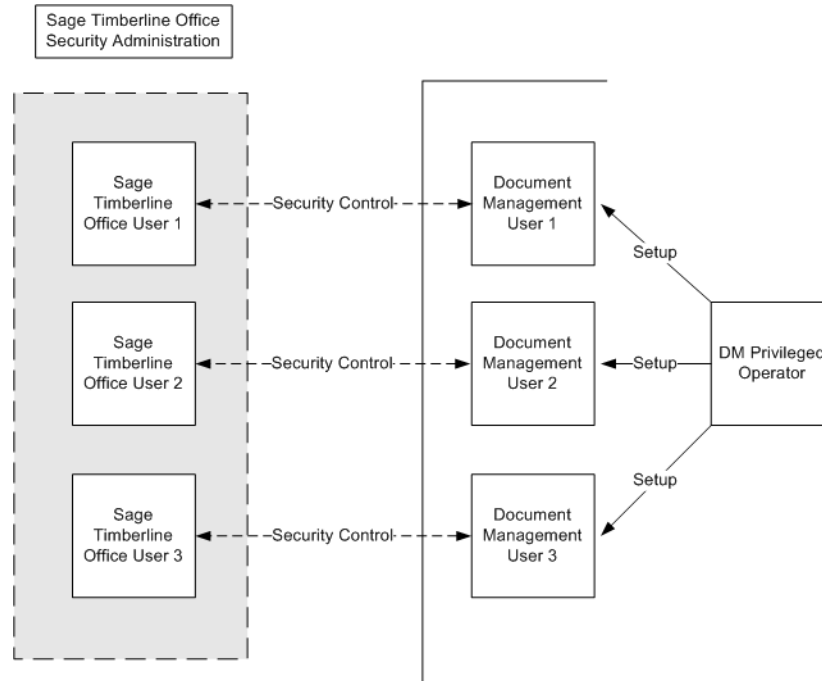 Sage Timberline Office
Security Administration
Sage
Timberline
Office User 1
Security Control
Document
Management
User 1
Setup
Sage
Timberline
Office User 2
Security Control
Document
Management
User 2
Setup
DM Privileged
Operator
Sage
Timberline
Office User 3
Security Control
Document
Management
User 3
Setup